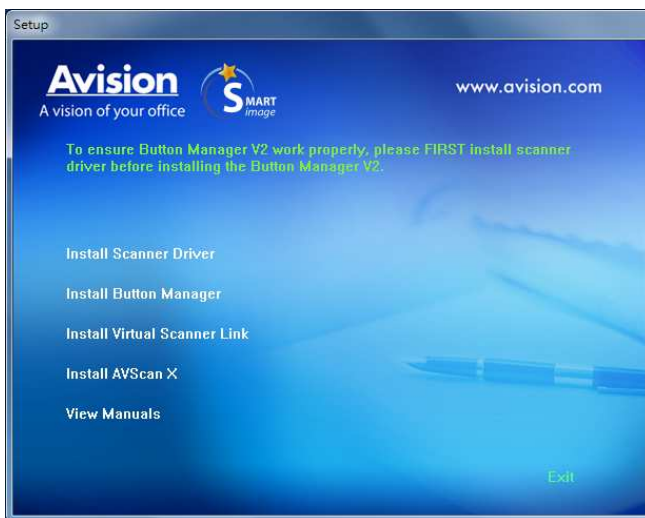 Setup
Avision
A vision of your office
SMART
image
www.avision.com
To ensure Button Manager V2 work properly, please FIRST install scanner
driver before installing the Button Manager V2.
Install Scanner Driver
Install Button Manager
Install Virtual Scanner Link
Install AVScan X
View Manuals
Exit